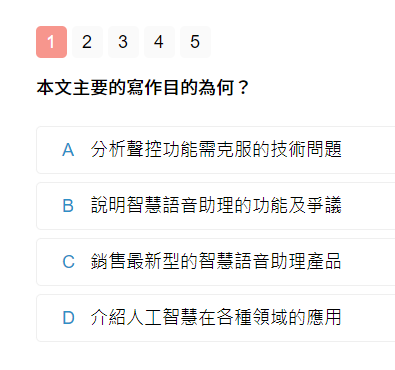 1 2 3 4 5
本文主要的寫作目的為何？
A 分析聲控功能需克服的技術問題
B 說明智慧語音助理的功能及爭議
C 銷售最新型的智慧語音助理產品
D 介紹人工智慧在各種領域的應用